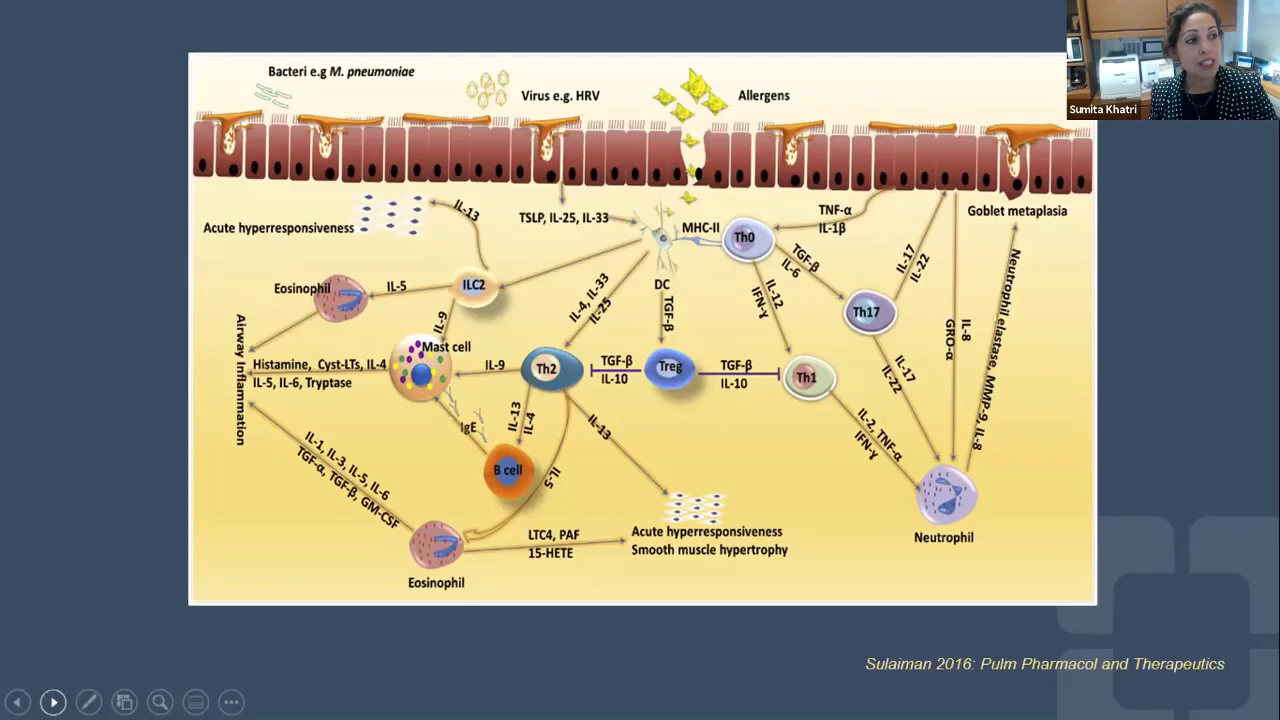 Bacteri e.g M. pneumoniae
Virus e.g. HRV
Allergens
Sumita Khatri
Acute hyperresponsiveness
IL-13
TSLP, IL-25, IL-33
MHC-II
Th0
TNF-α
IL-1β
Goblet metaplasia
Eosinophil
IL-5
ILC2
IL-9
IL-4, IL-33
IL-25
DC
TGF-β
IL-12
IFN-γ
TGF-β
IL-6
Th17
IL-17
IL-22
IL-8
GRO-α
Neutrophil elastase, MMP-9, IL-8
Airway Inflammation
Mast cell
Histamine, Cyst-LTs, IL-4
IL-5, IL-6, Tryptase
IL-9
Th2
TGF-β
IL-10
Treg
TGF-β
IL-10
Th1
IL-17
IL-22
IgE
IL-13
IL-4
IL-13
B cell
IL-5
IL-2, TNF-α
IFN-γ
IL-1, IL-3, IL-5, IL-6
TGF-α, TGF-β, GM-CSF
Eosinophil
LTC4, PAF
15-HETE
Acute hyperresponsiveness
Smooth muscle hypertrophy
Neutrophil
Sulaiman 2016: Pulm Pharmacol and Therapeutics